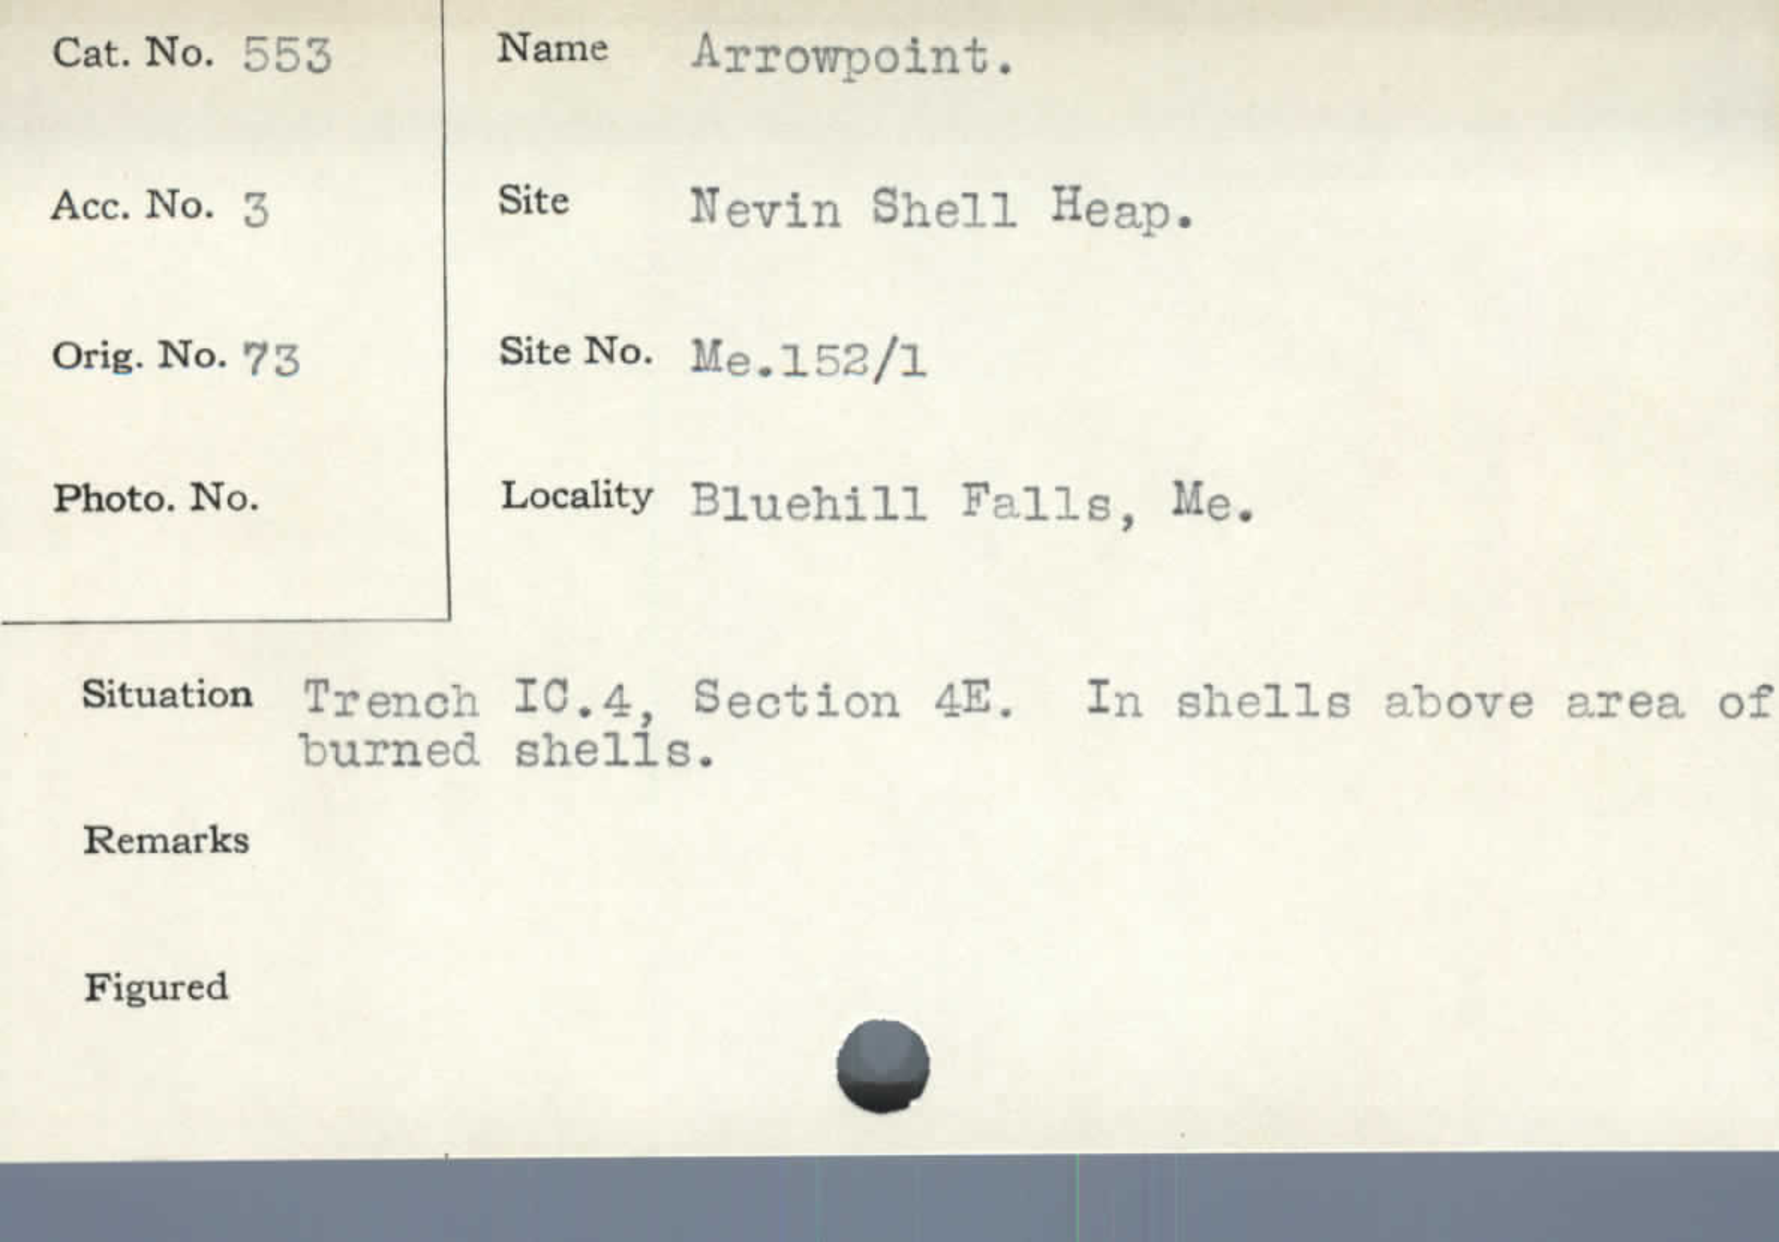 Cat. No. 553
Name Arrowpoint.
Acc. No. 3
Site Nevin Shell Heap.
Orig. No. 73
Site No. Me.152/1
Photo. No.
Locality Bluehill Falls, Me.
Situation Trench IC.4, Section 4E. In shells above area of
burned shells.
Remarks
Figured